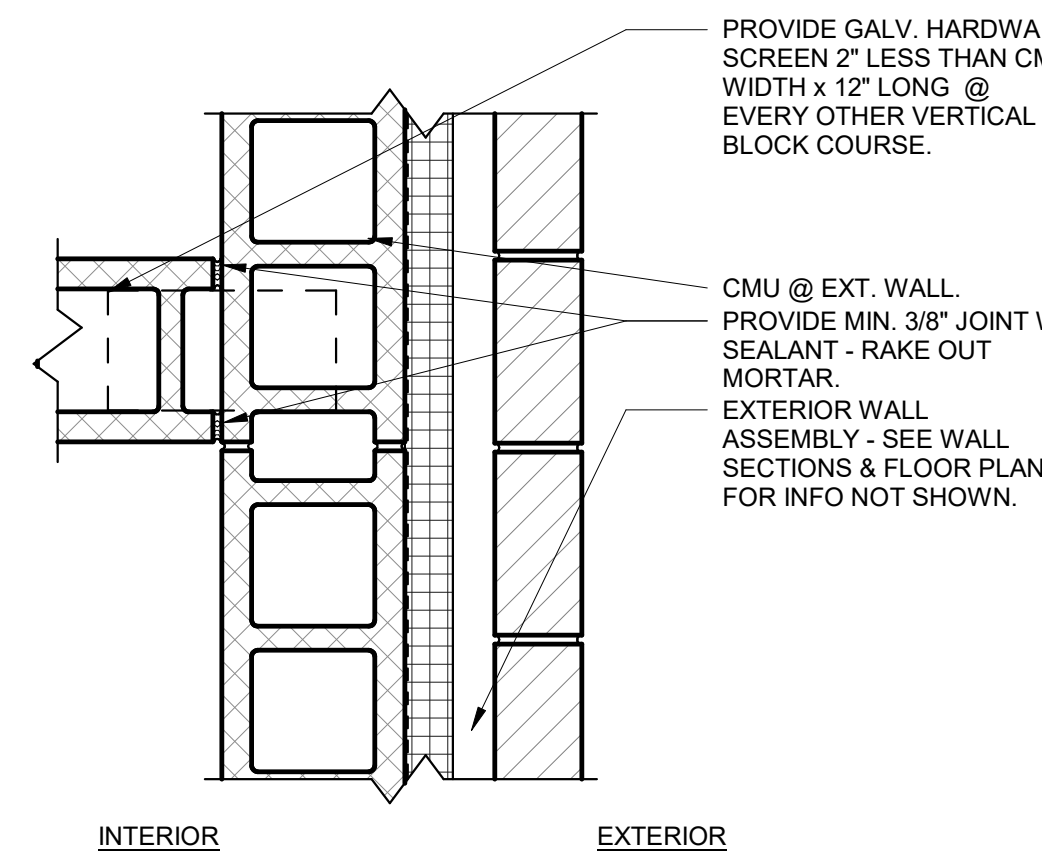 PROVIDE GALV. HARDWA
SCREEN 2" LESS THAN CM
WIDTH x 12" LONG @
EVERY OTHER VERTICAL
BLOCK COURSE.
CMU @ EXT. WALL.
PROVIDE MIN. 3/8" JOINT W
SEALANT - RAKE OUT
MORTAR.
EXTERIOR WALL
ASSEMBLY - SEE WALL
SECTIONS & FLOOR PLAN
FOR INFO NOT SHOWN.
INTERIOR
EXTERIOR